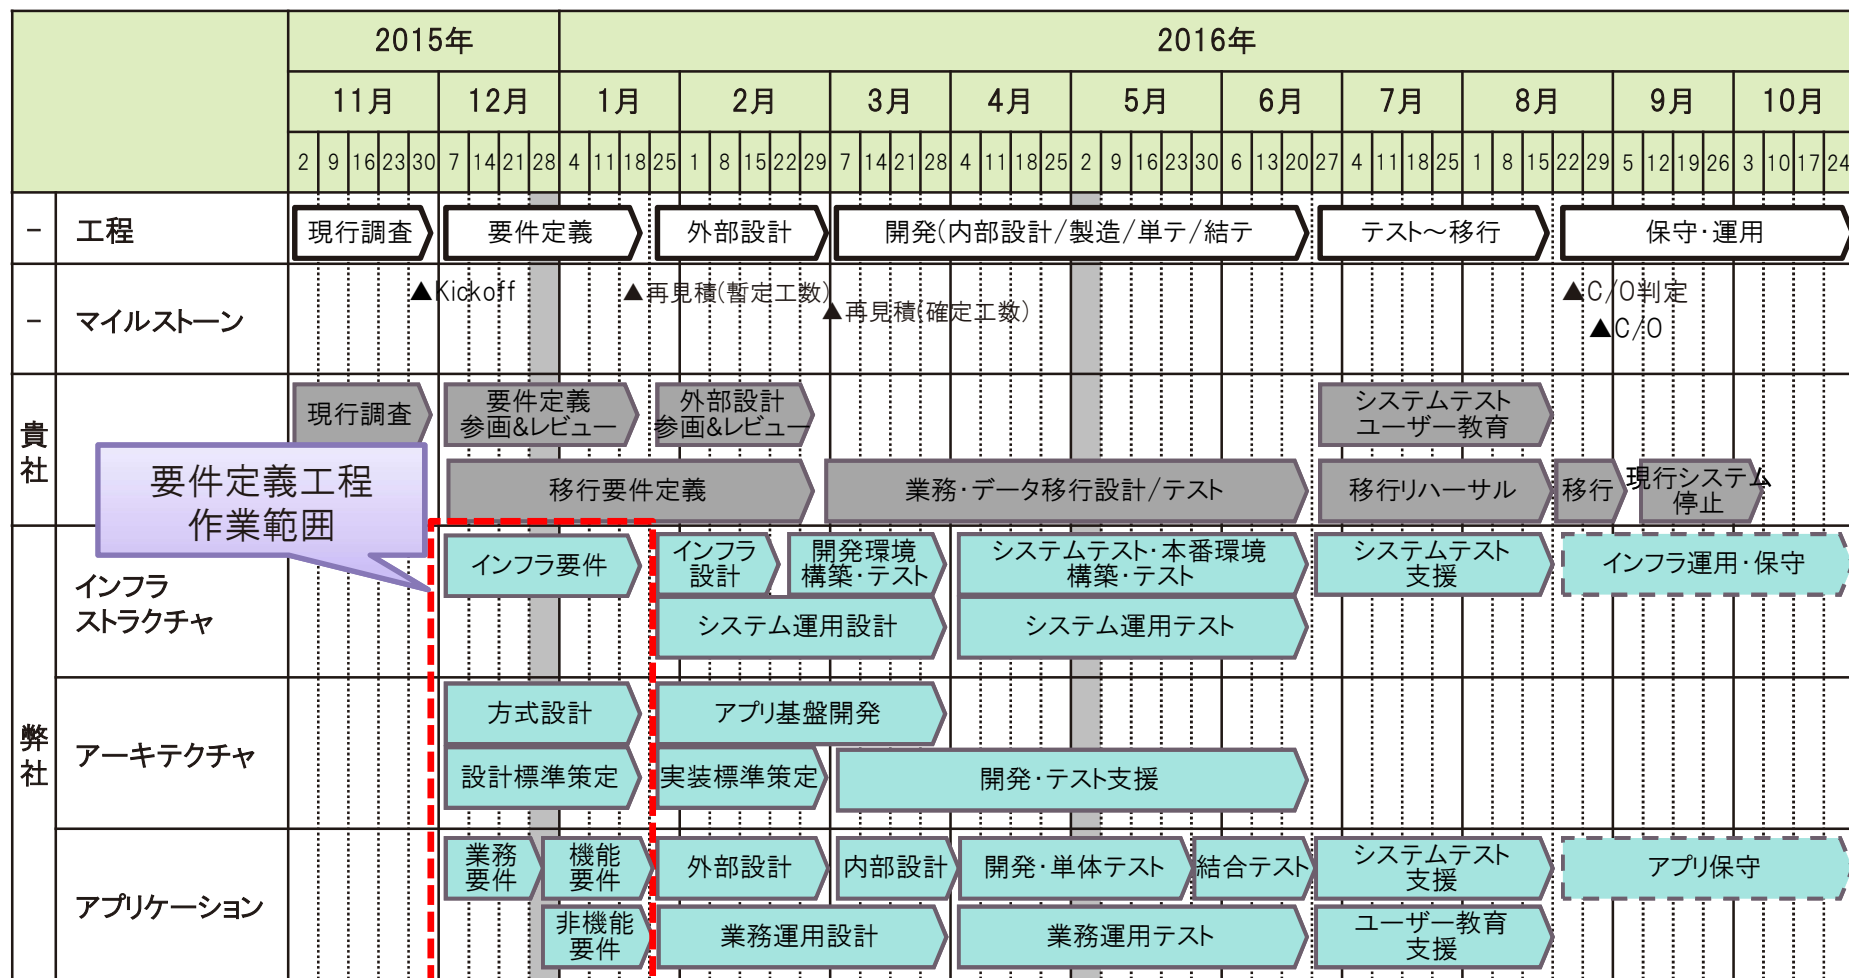 2015年 2016年
11月 12月 1月 2月 3月 4月 5月 6月 7月 8月 9月 10月
2 9 16 23 30 7 14 21 28 4 11 18 25 1 8 15 22 29 7 14 21 28 4 11 18 25 2 9 16 23 30 6 13 20 27 4 11 18 25 1 8 15 22 29 5 12 19 26 3 10 17 24
- 工程 現行調査 要件定義 外部設計 開発(内部設計/製造/単テ/結テ テスト～移行 保守・運用
- マイルストーン
▲Kickoff ▲再見積(暫定工数) ▲C/O判定
▲再見積(確定工数)
▲C/O
貴社
現行調査
要件定義
参画&レビュー
外部設計
参画&レビュー
システムテスト
ユーザー教育
移行要件定義 業務・データ移行設計/テスト 移行リハーサル 移行
現行システム
停止
要件定義工程
作業範囲
弊社
インフラ
ストラクチャ
インフラ要件
インフラ
設計
開発環境
構築・テスト
システムテスト・本番環境
構築・テスト
システムテスト
支援
インフラ運用・保守
システム運用設計 システム運用テスト
アーキテクチャ
方式設計 アプリ基盤開発
設計標準策定 実装標準策定 開発・テスト支援
アプリケーション
業務
要件
機能
要件
外部設計 内部設計 開発・単体テスト 結合テスト
システムテスト
支援
アプリ保守
非機能
要件
業務運用設計 業務運用テスト
ユーザー教育
支援